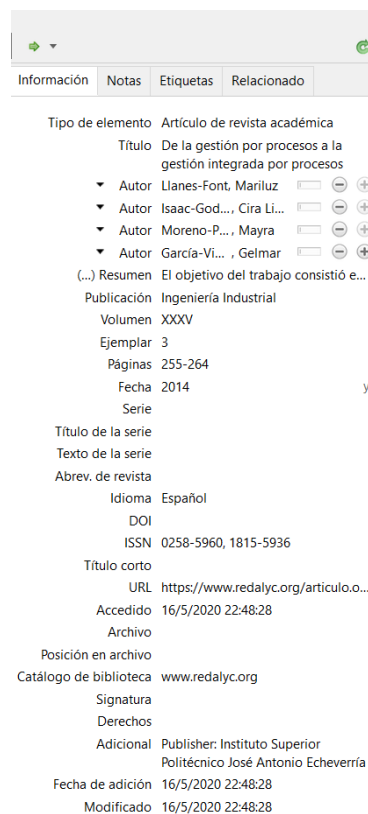 Información Notas Etiquetas Relacionado
Tipo de elemento Artículo de revista académica
Título De la gestión por procesos a la
gestión integrada por procesos
Autor Llanes-Font, Mariluz
Autor Isaac-God..., Cira Li...
Autor Moreno-P..., Mayra
Autor García-Vi... , Gelmar
(...) Resumen El objetivo del trabajo consistió e...
Publicación Ingeniería Industrial
Volumen XXXV
Ejemplar 3
Páginas 255-264
Fecha 2014 y
Serie
Título de la serie
Texto de la serie
Abrev. de revista
Idioma Español
DOI
ISSN 0258-5960, 1815-5936
Título corto
URL https://www.redalyc.org/articulo.o...
Accedido 16/5/2020 22:48:28
Archivo
Posición en archivo
Catálogo de biblioteca www.redalyc.org
Signatura
Derechos
Adicional Publisher: Instituto Superior
Politécnico José Antonio Echeverría
Fecha de adición 16/5/2020 22:48:28
Modificado 16/5/2020 22:48:28